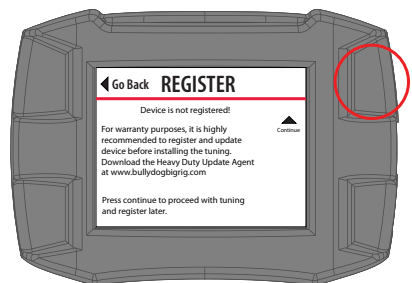 Go Back REGISTER
Device is not registered!
For warranty purposes, it is highly
recommended to register and update
device before installing the tuning.
Download the Heavy Duty Update Agent
at www.bullydogbigrig.com
Continue
Press continue to proceed with tuning
and register later.